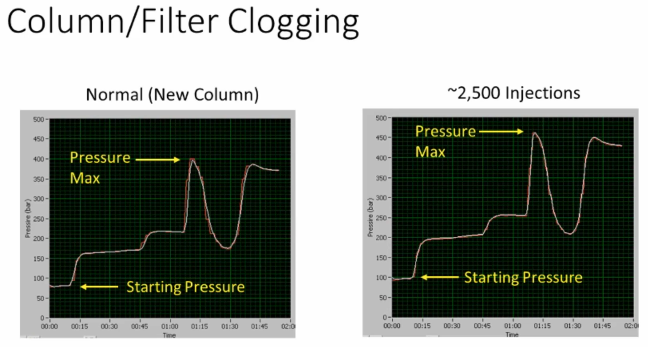 Column/Filter Clogging
Normal (New Column)
500
450
400
350
300
250
200
150
100
50
0
Pressure (bar)
Pressure
Max
Starting Pressure
00:00 00:15 00:30 00:45 01:00 01:15 01:30 01:45 02:0
Time
~2,500 Injections
500
450
400
350
300
250
200
150
100
50
0
Pressure (bar)
Pressure
Max
Starting Pressure
00:00 00:15 00:30 00:45 01:00 01:15 01:30 01:45 02:0
Time